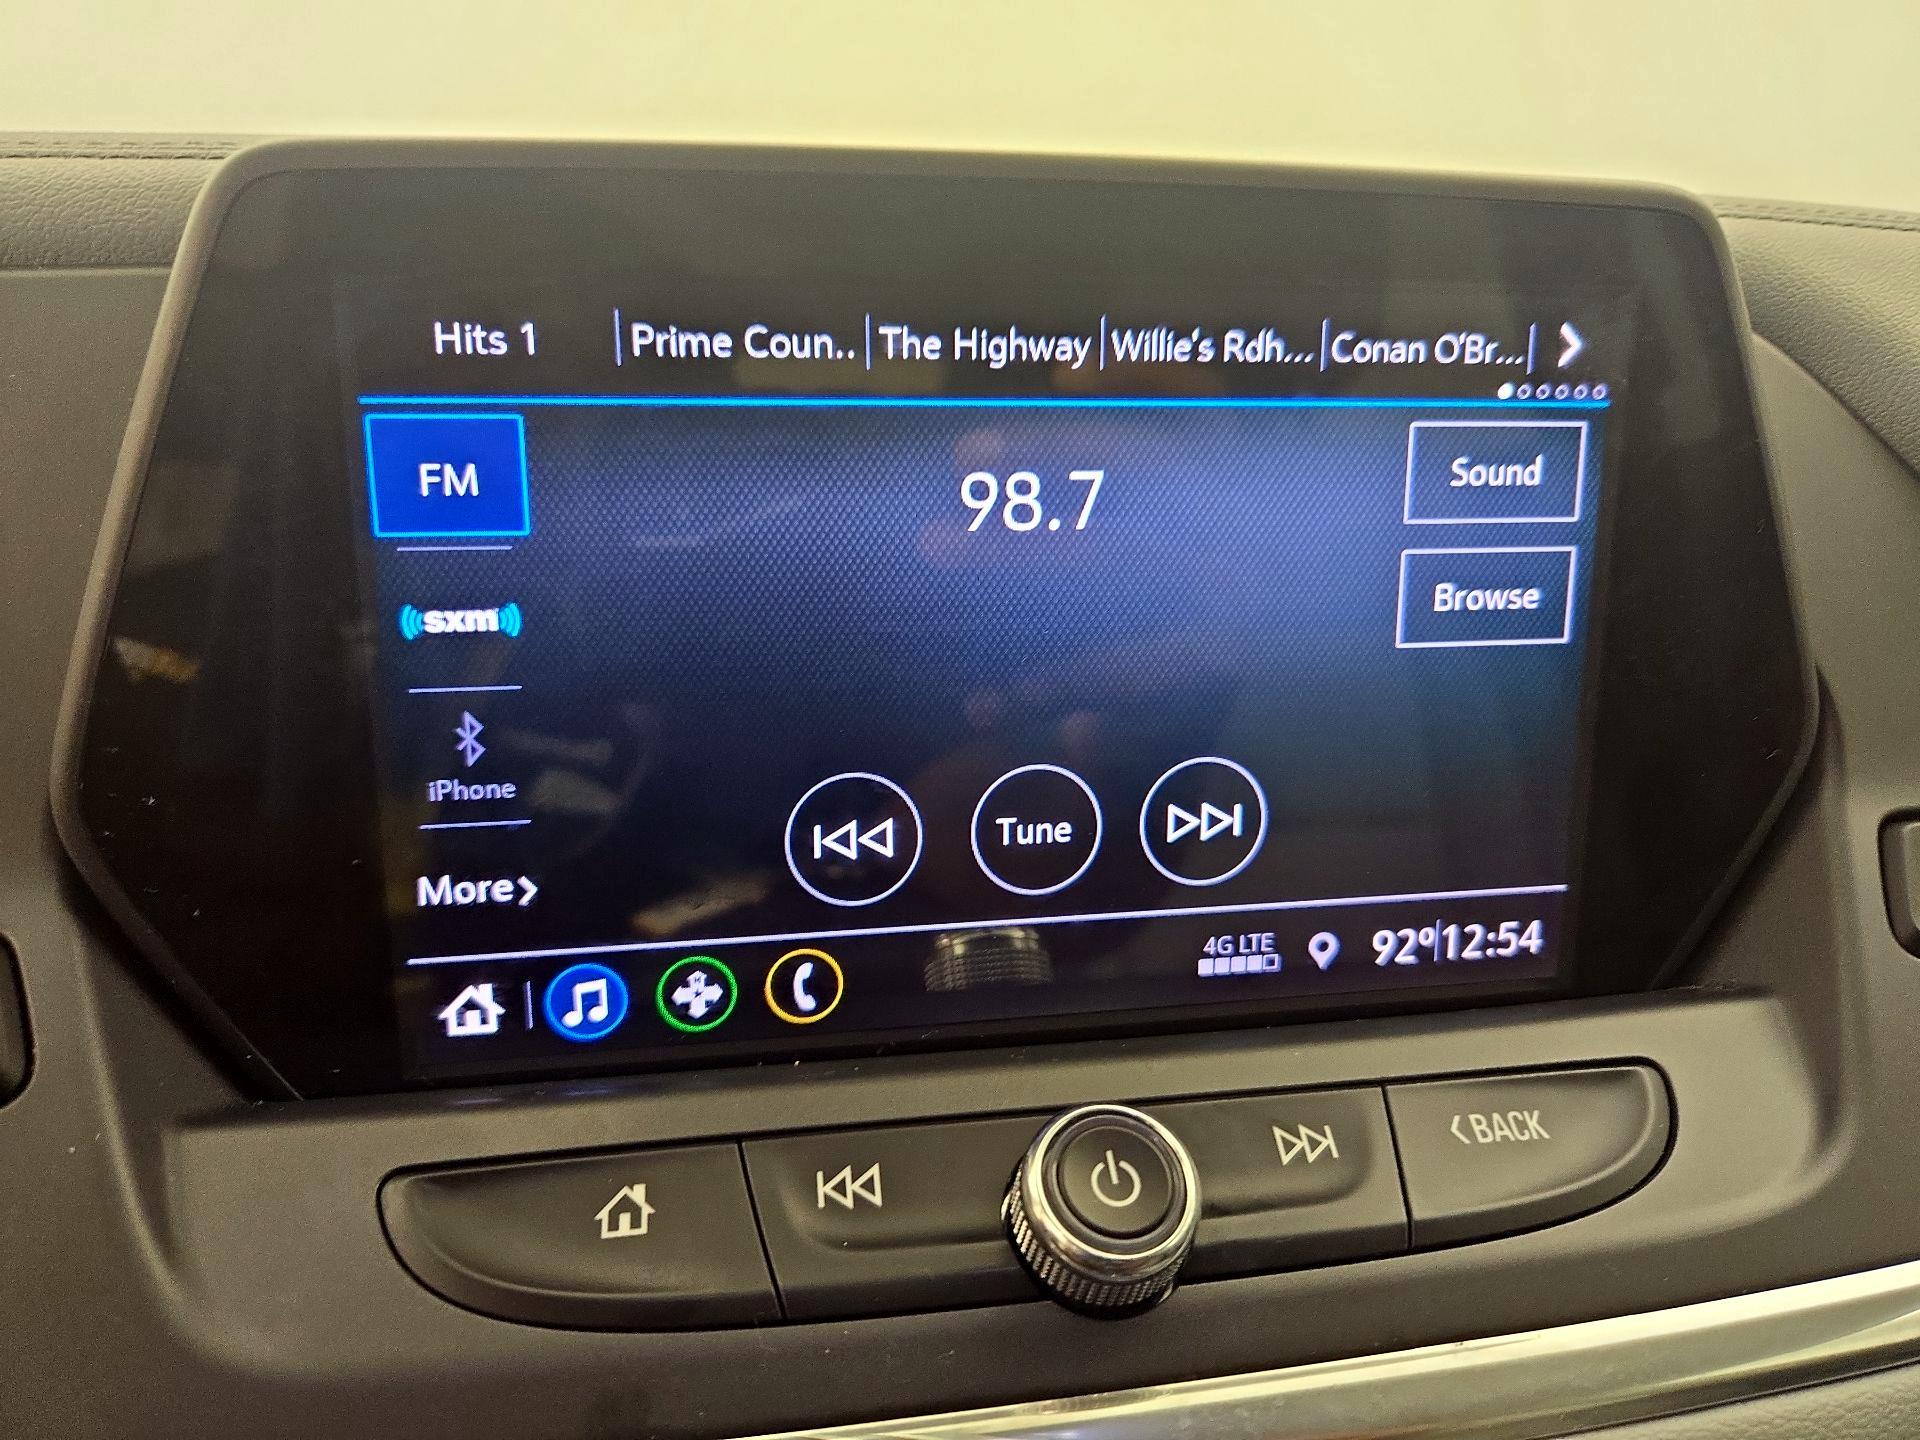 Hits 1 | Prime Coun.. | The Highway | Willie's Rdh... | Conan O'Br... |
FM
98.7
Sound
sxm
Browse
iPhone
Tune
More
4G LTE
92°|12:54
BACK